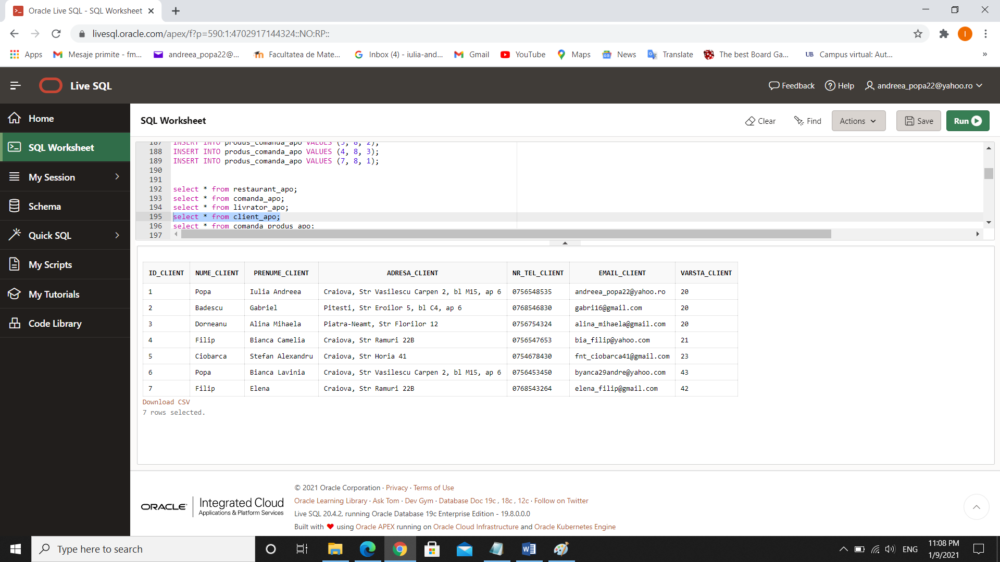 Oracle Live SQL - SQL Worksheet
livesql.oracle.com/apex/f?p=590:1:4702917144324::NO:RP::
I
Apps Mesaje primite - fm... andreea_popa22@... Facultatea de Mate... Inbox (4) - iulia-and... Gmail YouTube Maps News Translate The best Board Ga... UB Campus virtual: Aut... »
Live SQL
Feedback Help andreea_popa22@yahoo.ro
Home
SQL Worksheet
My Session
Schema
Quick SQL
My Scripts
My Tutorials
Code Library
SQL Worksheet
Clear Find Actions Save Run
187 INSERT INTO produs_comanda_apo VALUES (5, 8, 2);
188 INSERT INTO produs_comanda_apo VALUES (4, 8, 3);
189 INSERT INTO produs_comanda_apo VALUES (7, 8, 1);
190
191
192 select * from restaurant_apo;
193 select * from comanda_apo;
194 select * from livrator_apo;
195 select * from client_apo;
196 select * from comanda_produs_apo;
197
ID_CLIENT NUME_CLIENT PRENUME_CLIENT ADRESA_CLIENT NR_TEL_CLIENT EMAIL_CLIENT VARSTA_CLIENT
1 Popa Iulia Andreea Craiova, Str Vasilescu Carpen 2, bl M15, ap 6 0756548535 andreea_popa22@yahoo.ro 20
2 Badescu Gabriel Pitesti, Str Eroilor 5, bl C4, ap 6 0768546830 gabri16@gmail.com 20
3 Dorneanu Alina Mihaela Piatra-Neamt, Str Florilor 12 0756754324 alina_mihaela@gmail.com 20
4 Filip Bianca Camelia Craiova, Str Ramuri 22B 0756547653 bia_filip@yahoo.com 21
5 Ciobarca Stefan Alexandru Craiova, Str Horia 41 0754678430 fnt_ciobarca41@gmail.com 23
6 Popa Bianca Lavinia Craiova, Str Vasilescu Carpen 2, bl M15, ap 6 0756453450 byanca29andre@yahoo.com 43
7 Filip Elena Craiova, Str Ramuri 22B 0768543264 elena_filip@gmail.com 42
Download CSV
7 rows selected.
© 2021 Oracle Corporation · Privacy · Terms of Use
Oracle Learning Library · Ask Tom · Dev Gym · Database Doc 19c , 18c , 12c · Follow on Twitter
Live SQL 20.4.2, running Oracle Database 19c Enterprise Edition - 19.8.0.0.0
Built with ❤ using Oracle APEX running on Oracle Cloud Infrastructure and Oracle Kubernetes Engine
ORACLE
Integrated Cloud
Applications & Platform Services
Type here to search
ENG
11:08 PM
1/9/2021